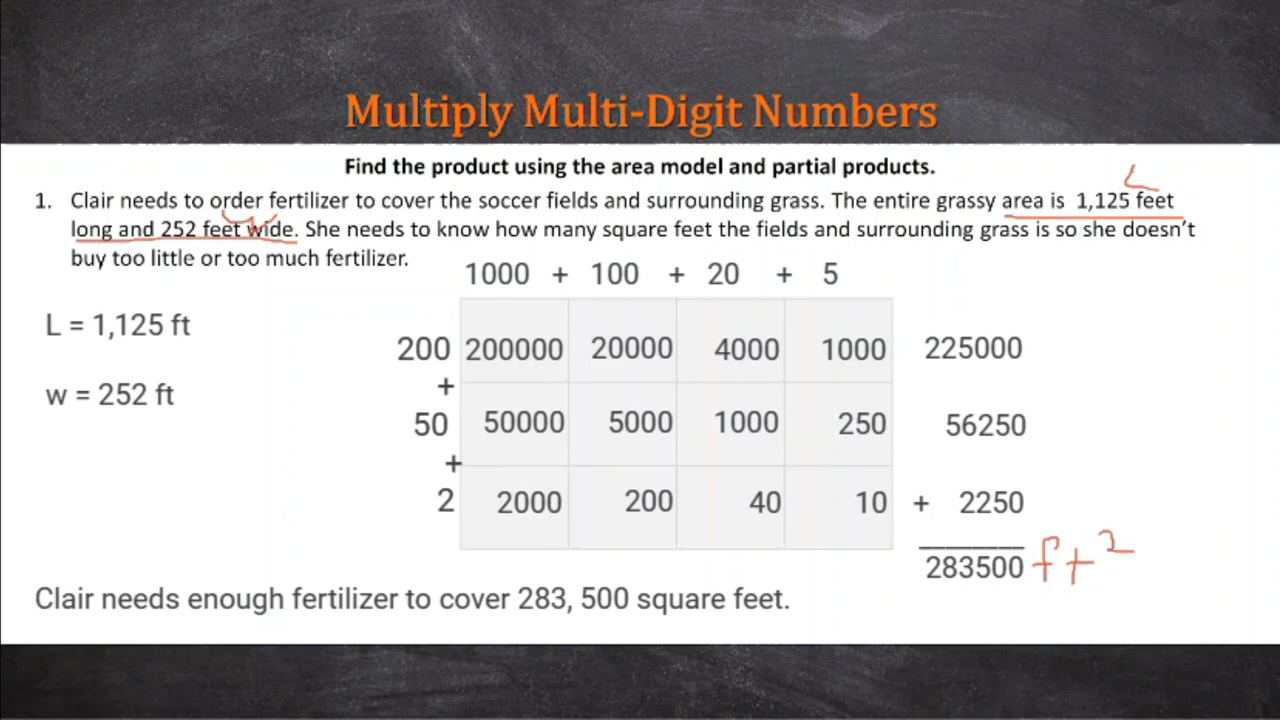 Multiply Multi-Digit Numbers
Find the product using the area model and partial products.
L
1. Clair needs to order fertilizer to cover the soccer fields and surrounding grass. The entire grassy area is 1,125 feet
w
long and 252 feet wide. She needs to know how many square feet the fields and surrounding grass is so she doesn't
buy too little or too much fertilizer.
1000 + 100 + 20 + 5
L = 1,125 ft
200 200000 20000 4000 1000 225000
+
w = 252 ft
50 50000 5000 1000 250 56250
+
2 2000 200 40 10 + 2250
283500 ft²
Clair needs enough fertilizer to cover 283, 500 square feet.